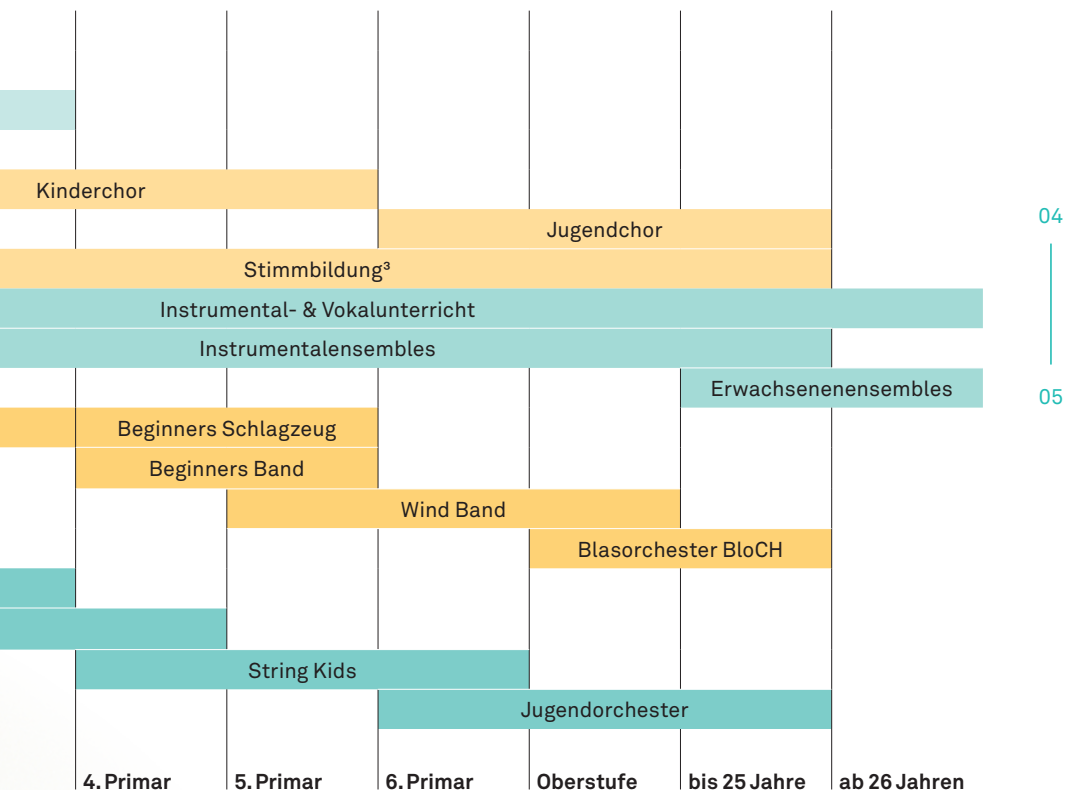 Kinderchor
04
Jugendchor
Stimmbildung³
Instrumental- & Vokalunterricht
Instrumentalensembles
Erwachsenenensembles
05
Beginners Schlagzeug
Beginners Band
Wind Band
Blasorchester BloCH
String Kids
Jugendorchester
4. Primar 5. Primar 6. Primar Oberstufe bis 25 Jahre ab 26 Jahren